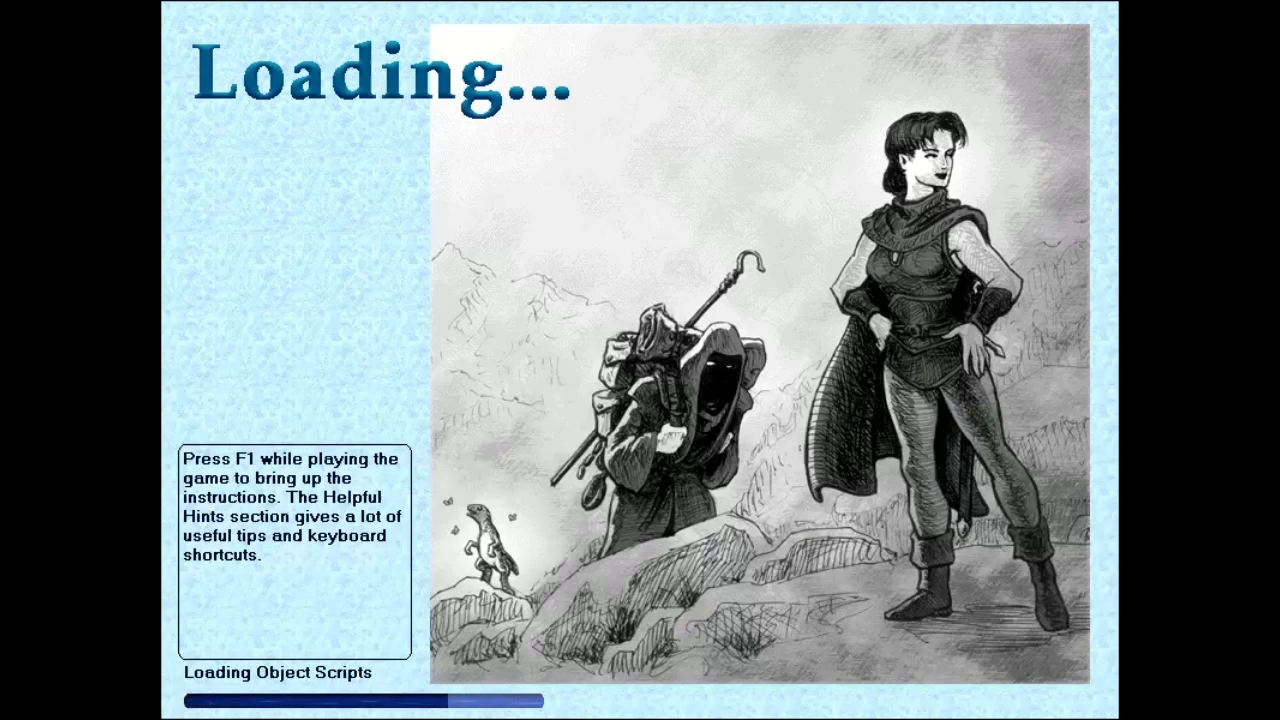 Loading...
Press F1 while playing the
game to bring up the
instructions. The Helpful
Hints section gives a lot of
useful tips and keyboard
shortcuts.
Loading Object Scripts